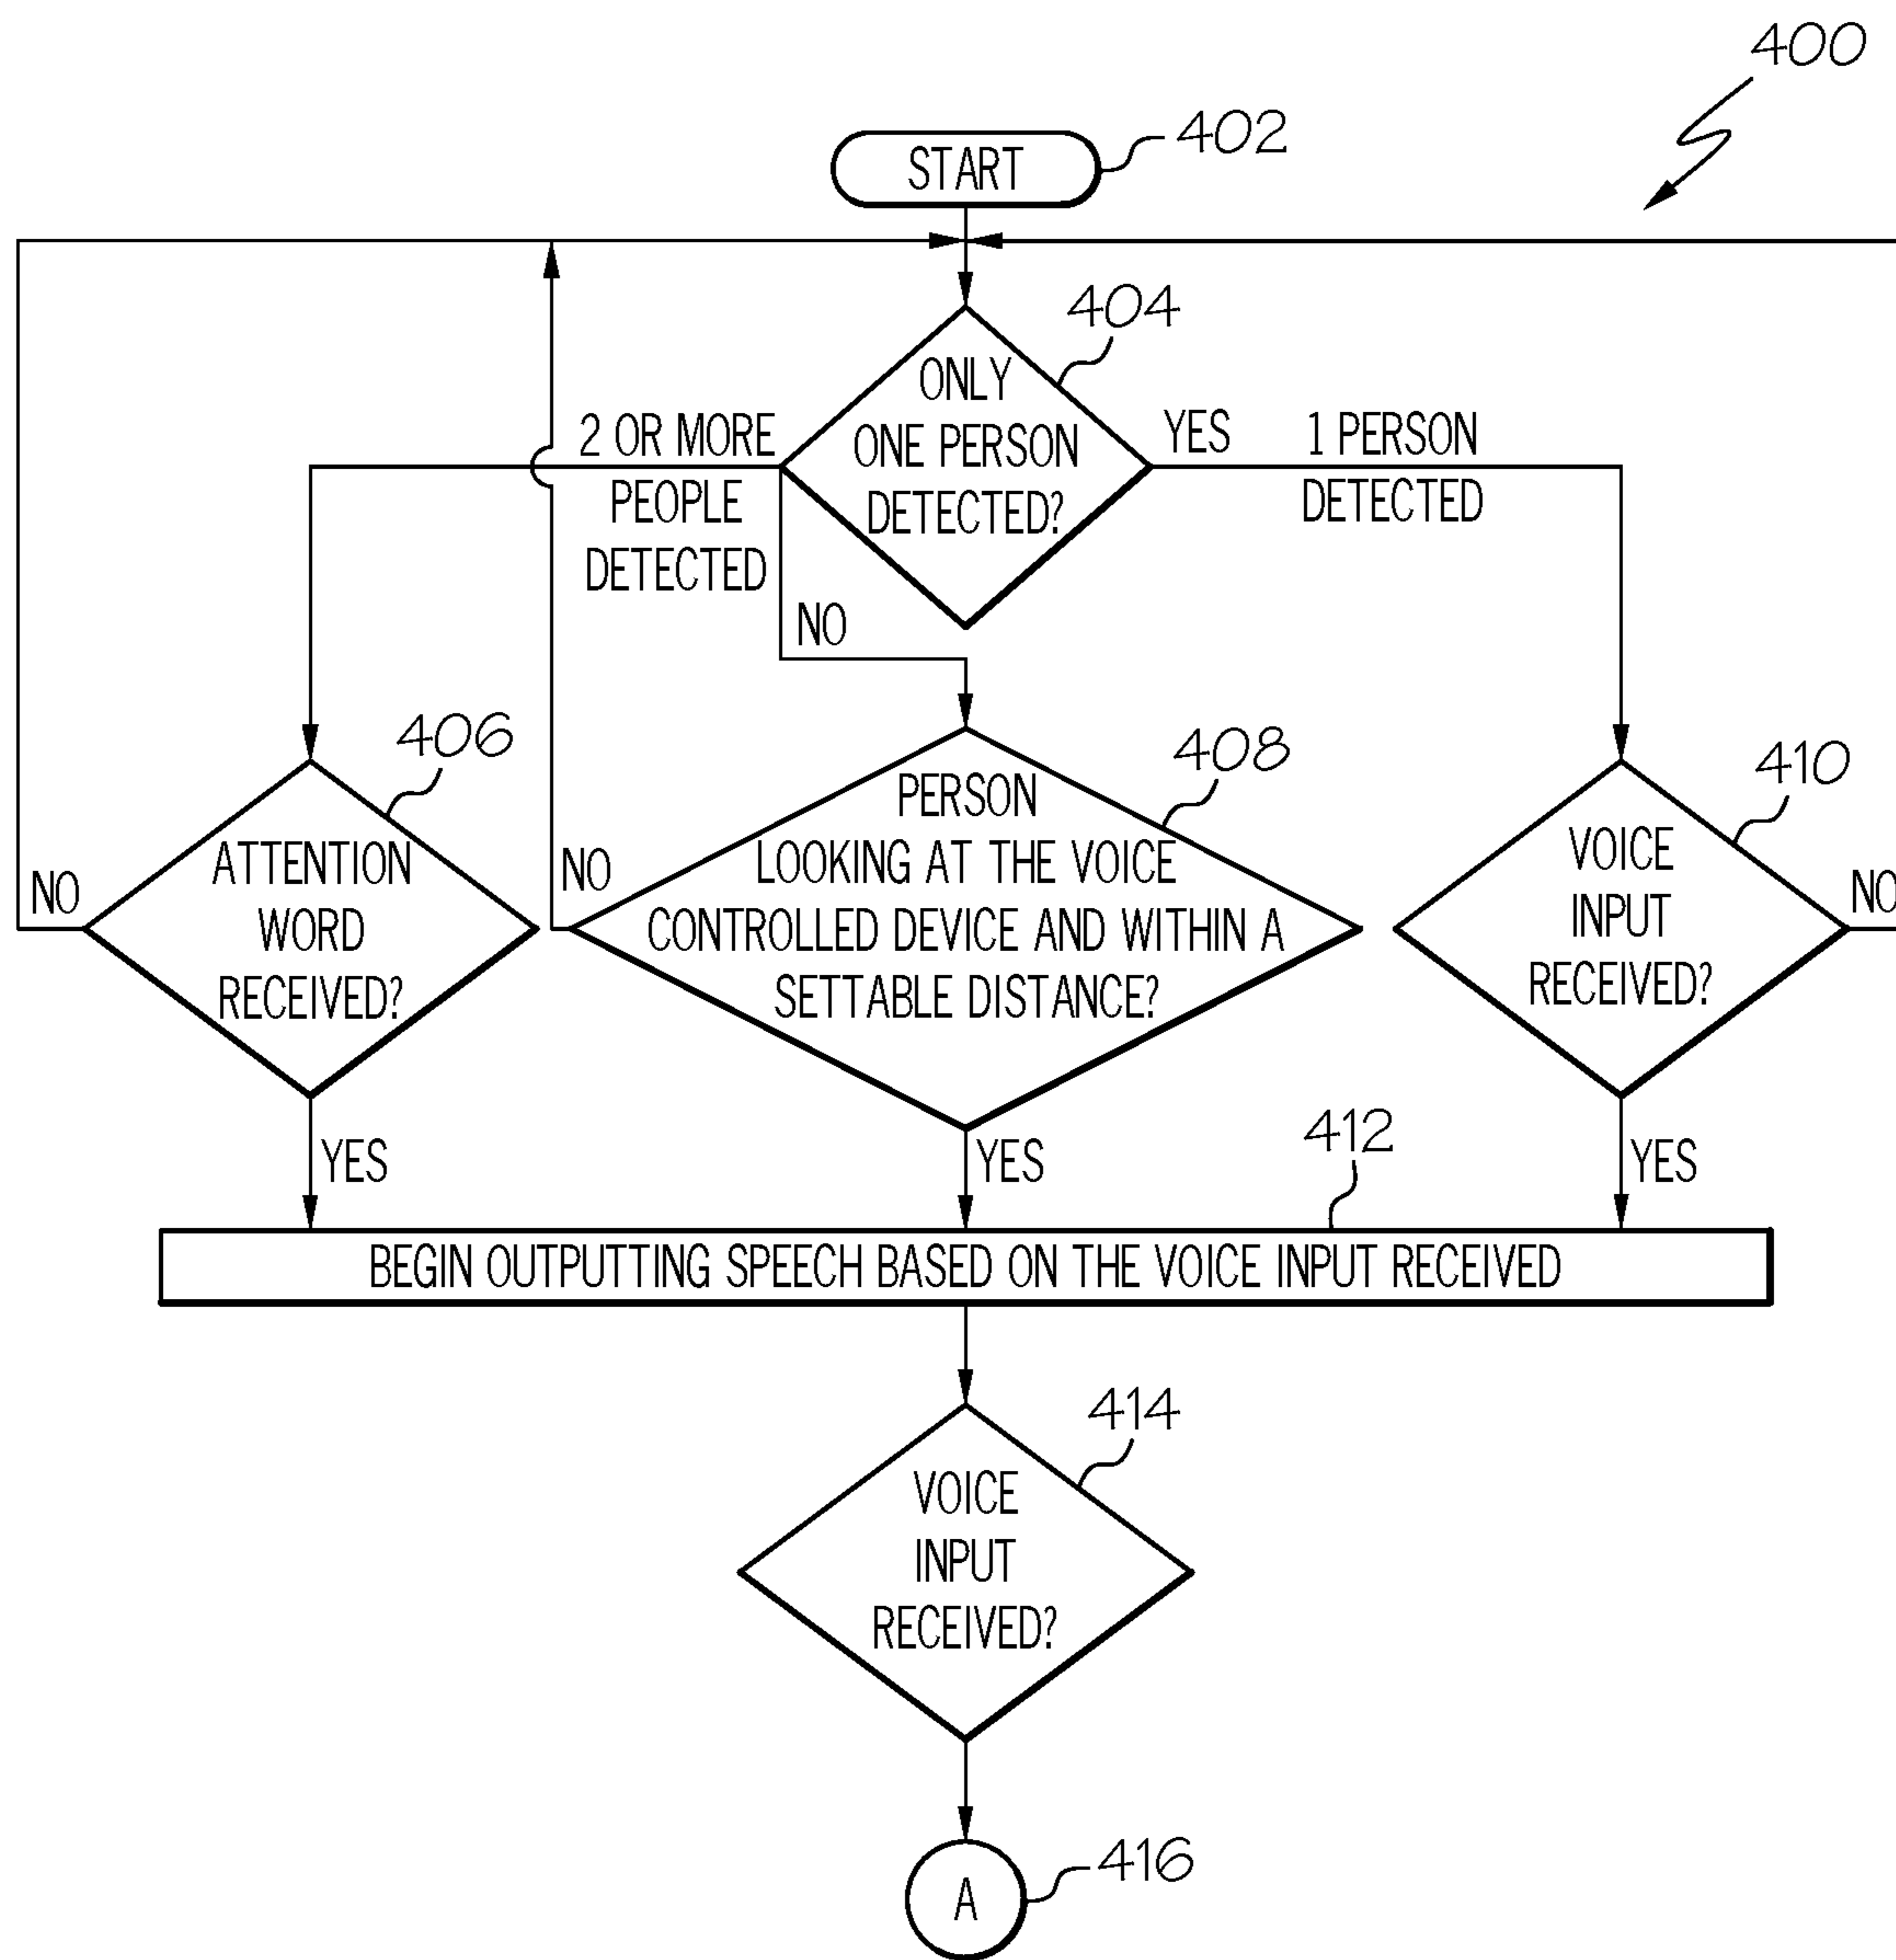 400
402
START
404
ONLY
ONE PERSON
DETECTED?
2 OR MORE
PEOPLE
DETECTED
YES
1 PERSON
DETECTED
NO
406
ATTENTION
WORD
RECEIVED?
NO
YES
408
PERSON
LOOKING AT THE VOICE
CONTROLLED DEVICE AND WITHIN A
SETTABLE DISTANCE?
NO
YES
410
VOICE
INPUT
RECEIVED?
NO
YES
412
BEGIN OUTPUTTING SPEECH BASED ON THE VOICE INPUT RECEIVED
414
VOICE
INPUT
RECEIVED?
A
416